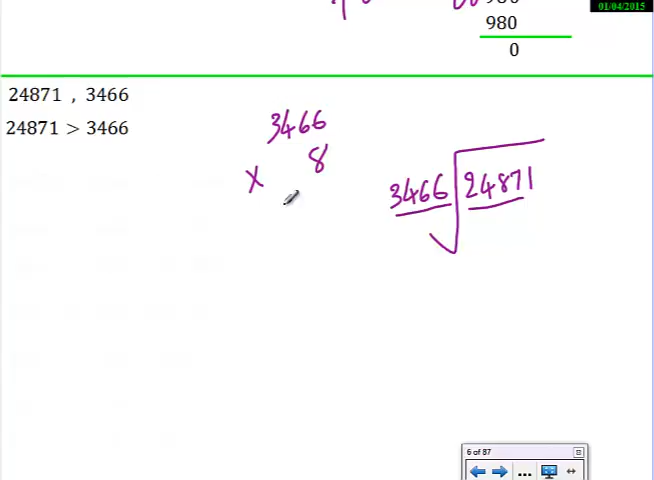 01/04/2015
980
0
24871 , 3466
24871 > 3466
3466
× 8
3466 24871
6 of 87
...